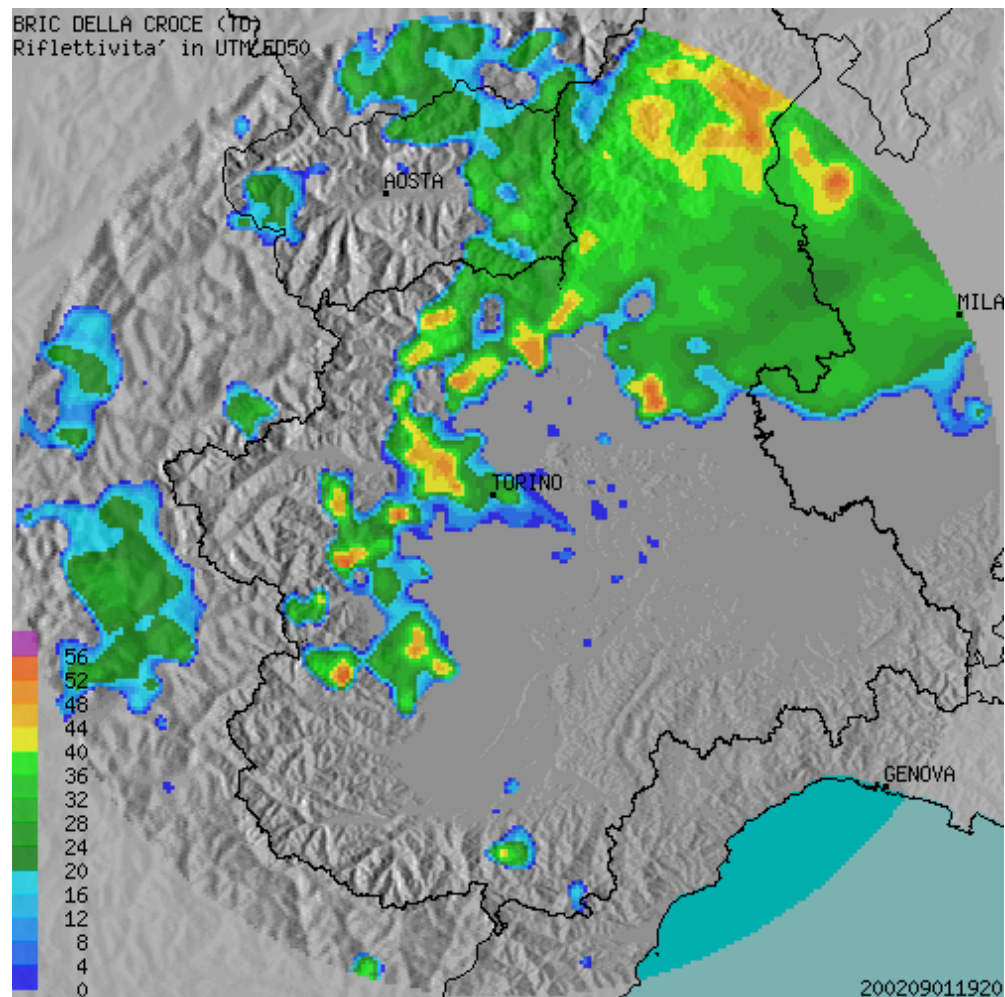 BRIC DELLA CROCE (TO)
Riflettivita' in UTM ED50
AOSTA
MILA
TORINO
56
52
48
44
40
36
32
28
24
20
16
12
8
4
0
GENOVA
200209011920